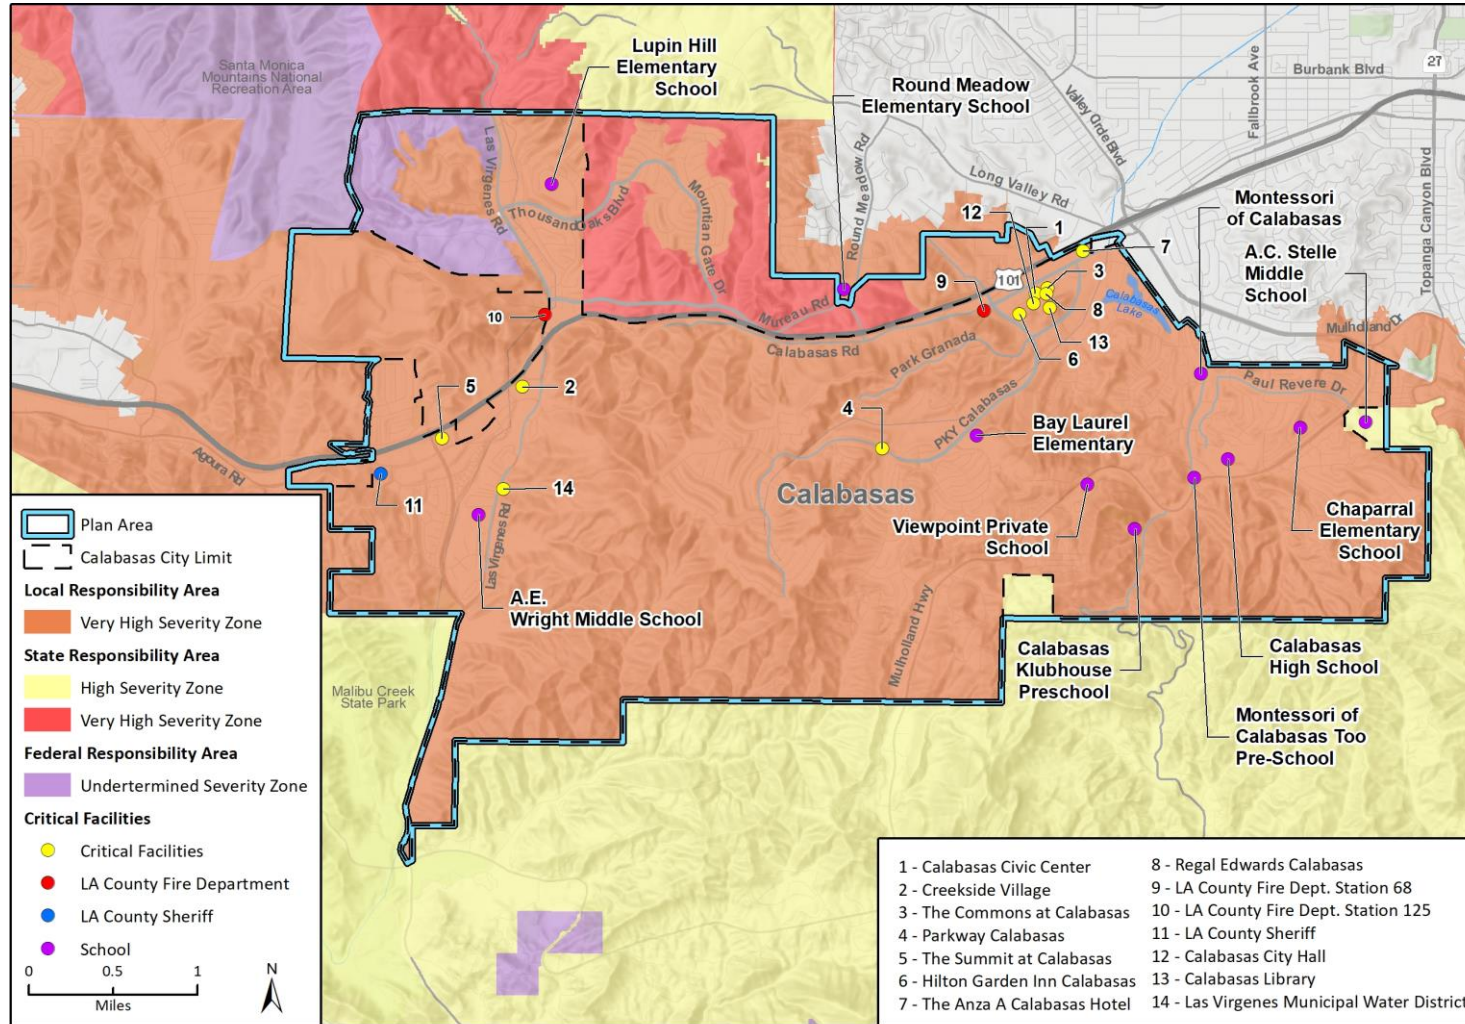 Santa Monica
Mountains National
Recreation Area
Lupin Hill
Elementary
School
Round Meadow
Elementary School
Valley Circle Blvd
Fallbrook Ave
Burbank Blvd
27
Topanga Canyon Blvd
Las Virgenes Rd
Thousand Oaks Blvd
Mountian Gate Dr
Round Meadow Rd
Long Valley Rd
Montessori
of Calabasas
A.C. Stelle
Middle
School
12
1
7
9
101
3
8
13
6
Calabasas
Lake
Mulholland Dr
10
Mureau Rd
Calabasas Rd
Park Granada
Paul Revere Dr
5
2
4
PKY Calabasas
Bay Laurel
Elementary
Agoura Rd
11
14
Las Virgenes Rd
Calabasas
Viewpoint Private
School
Chaparral
Elementary
School
A.E.
Wright Middle School
Mulholland Hwy
Calabasas
Klubhouse
Preschool
Calabasas
High School
Montessori of
Calabasas Too
Pre-School
Malibu Creek
State Park
Plan Area
Calabasas City Limit
Local Responsibility Area
Very High Severity Zone
State Responsibility Area
High Severity Zone
Very High Severity Zone
Federal Responsibility Area
Undertermined Severity Zone
Critical Facilities
Critical Facilities
LA County Fire Department
LA County Sheriff
School
0 0.5 1
Miles
N
1 - Calabasas Civic Center
2 - Creekside Village
3 - The Commons at Calabasas
4 - Parkway Calabasas
5 - The Summit at Calabasas
6 - Hilton Garden Inn Calabasas
7 - The Anza A Calabasas Hotel
8 - Regal Edwards Calabasas
9 - LA County Fire Dept. Station 68
10 - LA County Fire Dept. Station 125
11 - LA County Sheriff
12 - Calabasas City Hall
13 - Calabasas Library
14 - Las Virgenes Municipal Water District